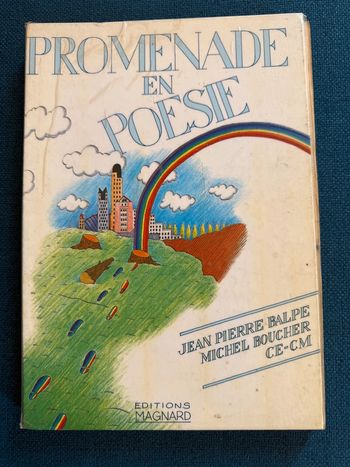 PROMENADE
EN
POESIE
JEAN PIERRE BALPE
MICHEL BOUCHER
CE-CM
EDITIONS
MAGNARD